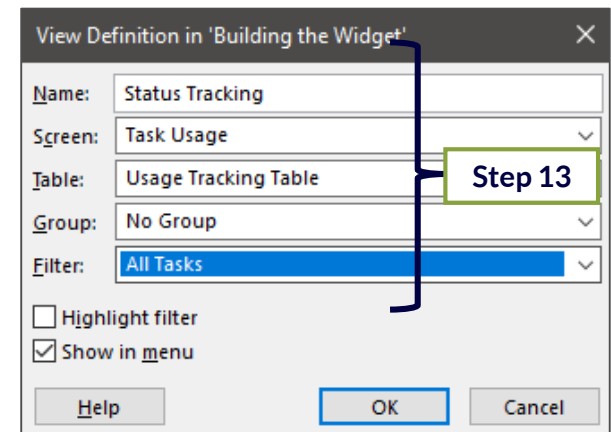 View Definition in 'Building the Widget'
Name: Status Tracking
Screen: Task Usage
Table: Usage Tracking Table
Step 13
Group: No Group
Filter: All Tasks
Highlight filter
Show in menu
Help OK Cancel